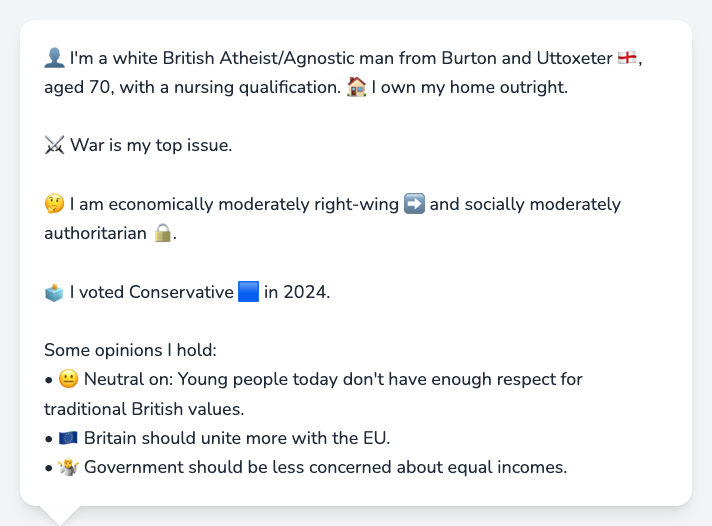 👤 I'm a white British Atheist/Agnostic man from Burton and Uttoxeter 🏴󠁧󠁢󠁥󠁮󠁧󠁿,
aged 70, with a nursing qualification. 🏠 I own my home outright.
⚔️ War is my top issue.
🤔 I am economically moderately right-wing ➡️ and socially moderately
authoritarian 🔒.
🗳️ I voted Conservative 🟦 in 2024.
Some opinions I hold:
• 😐 Neutral on: Young people today don't have enough respect for
traditional British values.
• 🇪🇺 Britain should unite more with the EU.
• 🤷 Government should be less concerned about equal incomes.